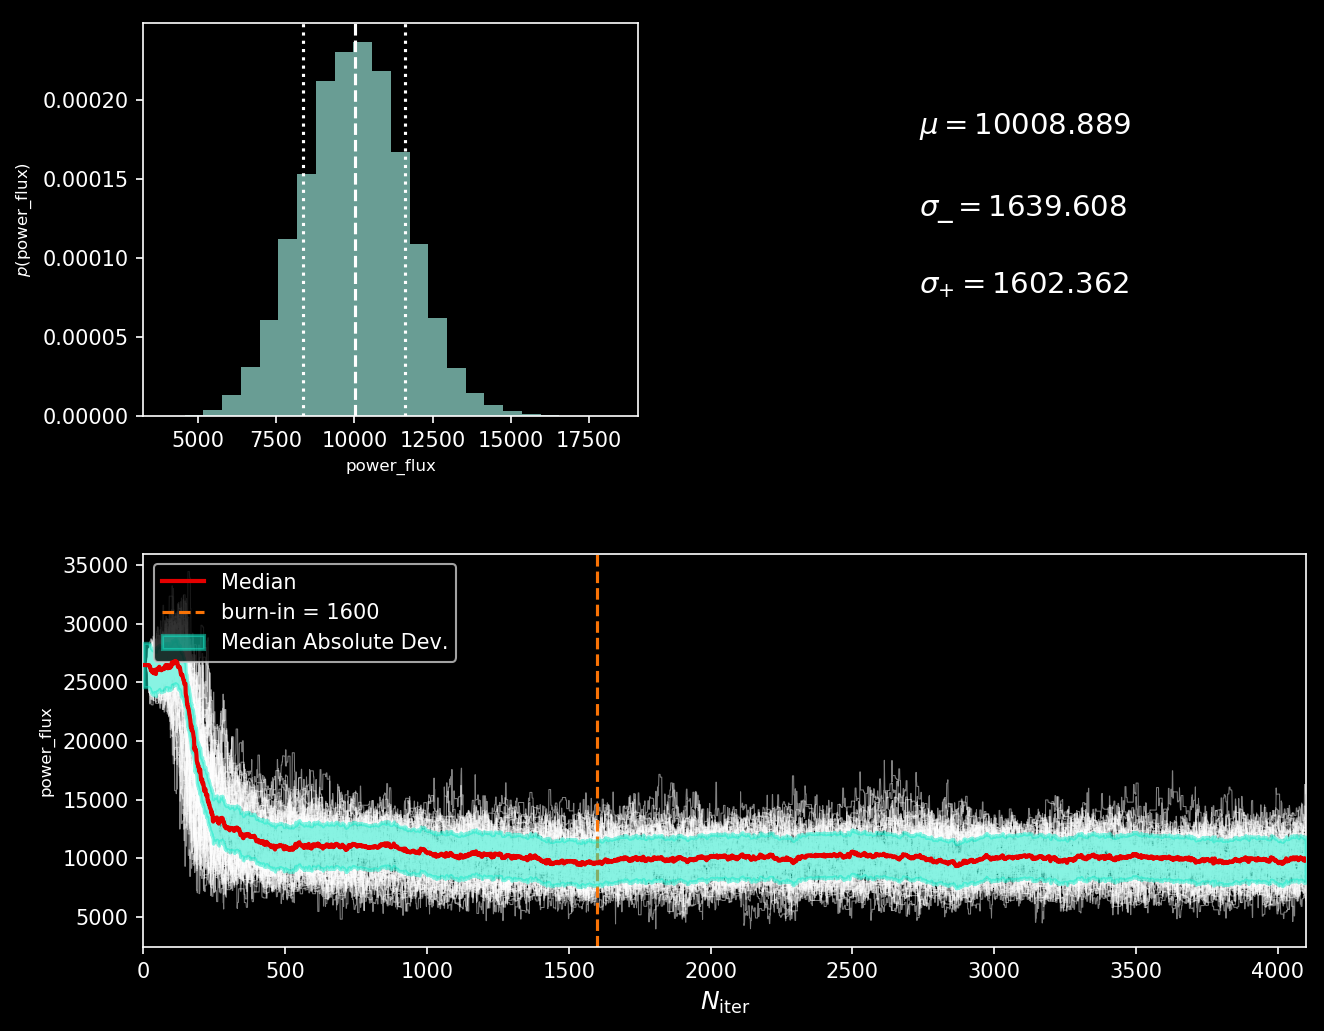 0.00020
0.00015
0.00010
0.00005
0.00000
p(power_flux)
5000 7500 10000 12500 15000 17500
power_flux
μ = 10008.889
σ_ = 1639.608
σ+ = 1602.362
35000
30000
25000
20000
15000
10000
5000
power_flux
Median
burn-in = 1600
Median Absolute Dev.
0 500 1000 1500 2000 2500 3000 3500 4000
Niter